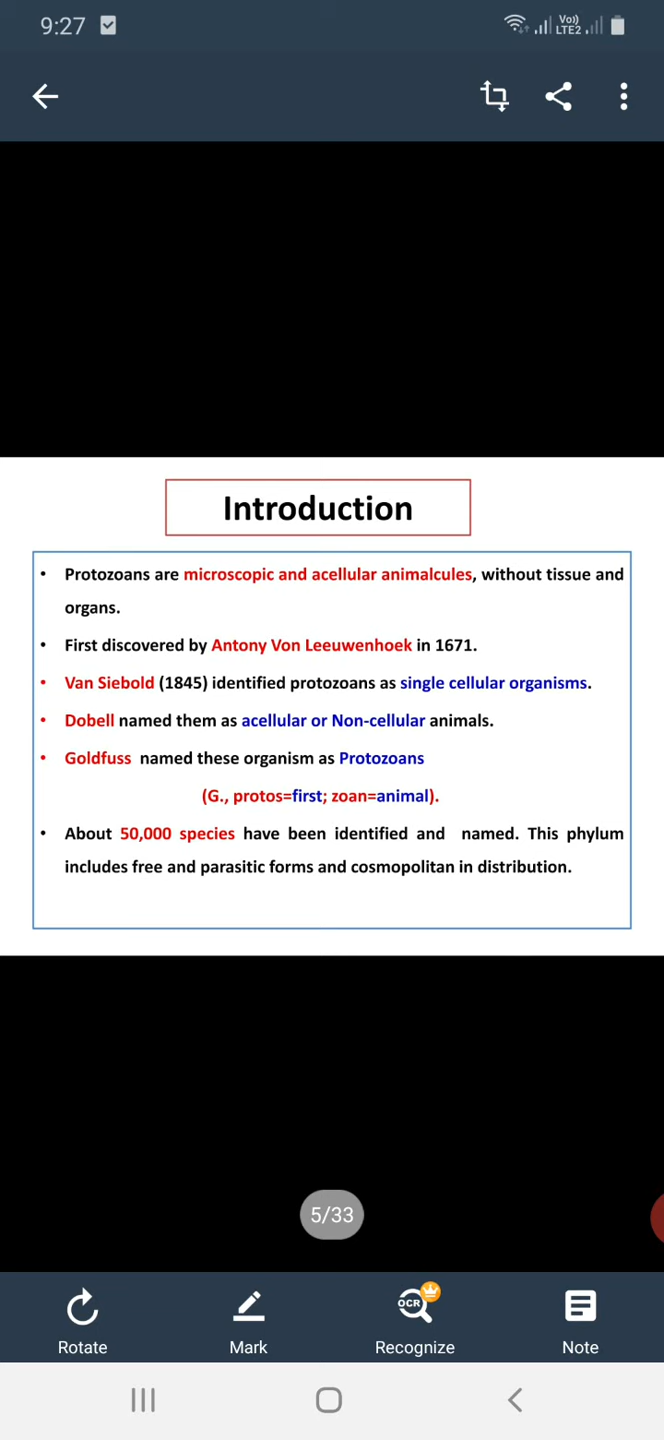 9:27
Vo)) LTE2
Introduction
• Protozoans are microscopic and acellular animalcules, without tissue and
organs.
• First discovered by Antony Von Leeuwenhoek in 1671.
• Van Siebold (1845) identified protozoans as single cellular organisms.
• Dobell named them as acellular or Non-cellular animals.
• Goldfuss named these organism as Protozoans
(G., protos=first; zoan=animal).
• About 50,000 species have been identified and named. This phylum
includes free and parasitic forms and cosmopolitan in distribution.
5/33
OCR
Rotate Mark Recognize Note